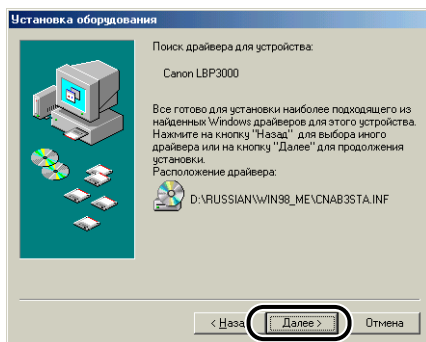 Установка оборудования
Поиск драйвера для устройства:
Canon LBP3000
Все готово для установки наиболее подходящего из
найденных Windows драйверов для этого устройства.
Нажмите на кнопку "Назад" для выбора иного
драйвера или на кнопку "Далее" для продолжения
установки.
Расположение драйвера:
D:\RUSSIAN\WIN98_ME\CNAB3STA.INF
< Наза Далее > Отмена